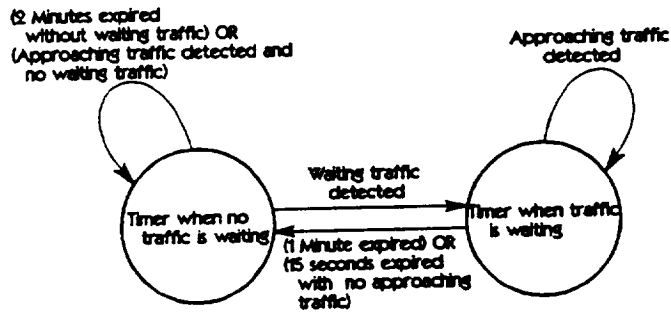 (2 Minutes expired
without waiting traffic) OR
(Approaching traffic detected and
no waiting traffic)
Approaching traffic
detected
Waiting traffic
detected
Timer when no
traffic is waiting
Timer when traffic
is waiting
(1 Minute expired) OR
(15 seconds expired
with no approaching
traffic)